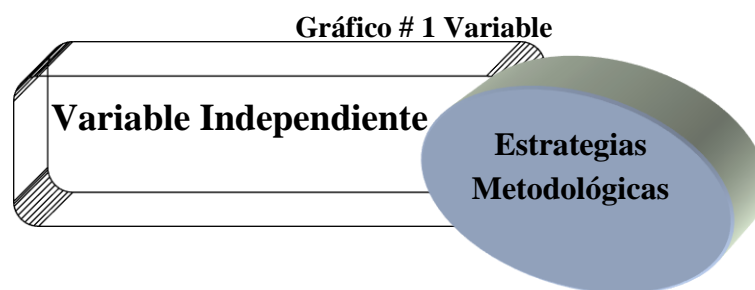 Gráfico # 1 Variable
Variable Independiente
Estrategias
Metodológicas